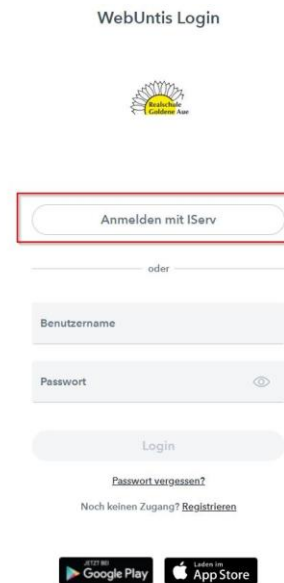 WebUntis Login
Realschule
Goldene Aue
Anmelden mit IServ
oder
Benutzername
Passwort
Login
Passwort vergessen?
Noch keinen Zugang? Registrieren
JETZT BEI
Google Play
Laden im
App Store